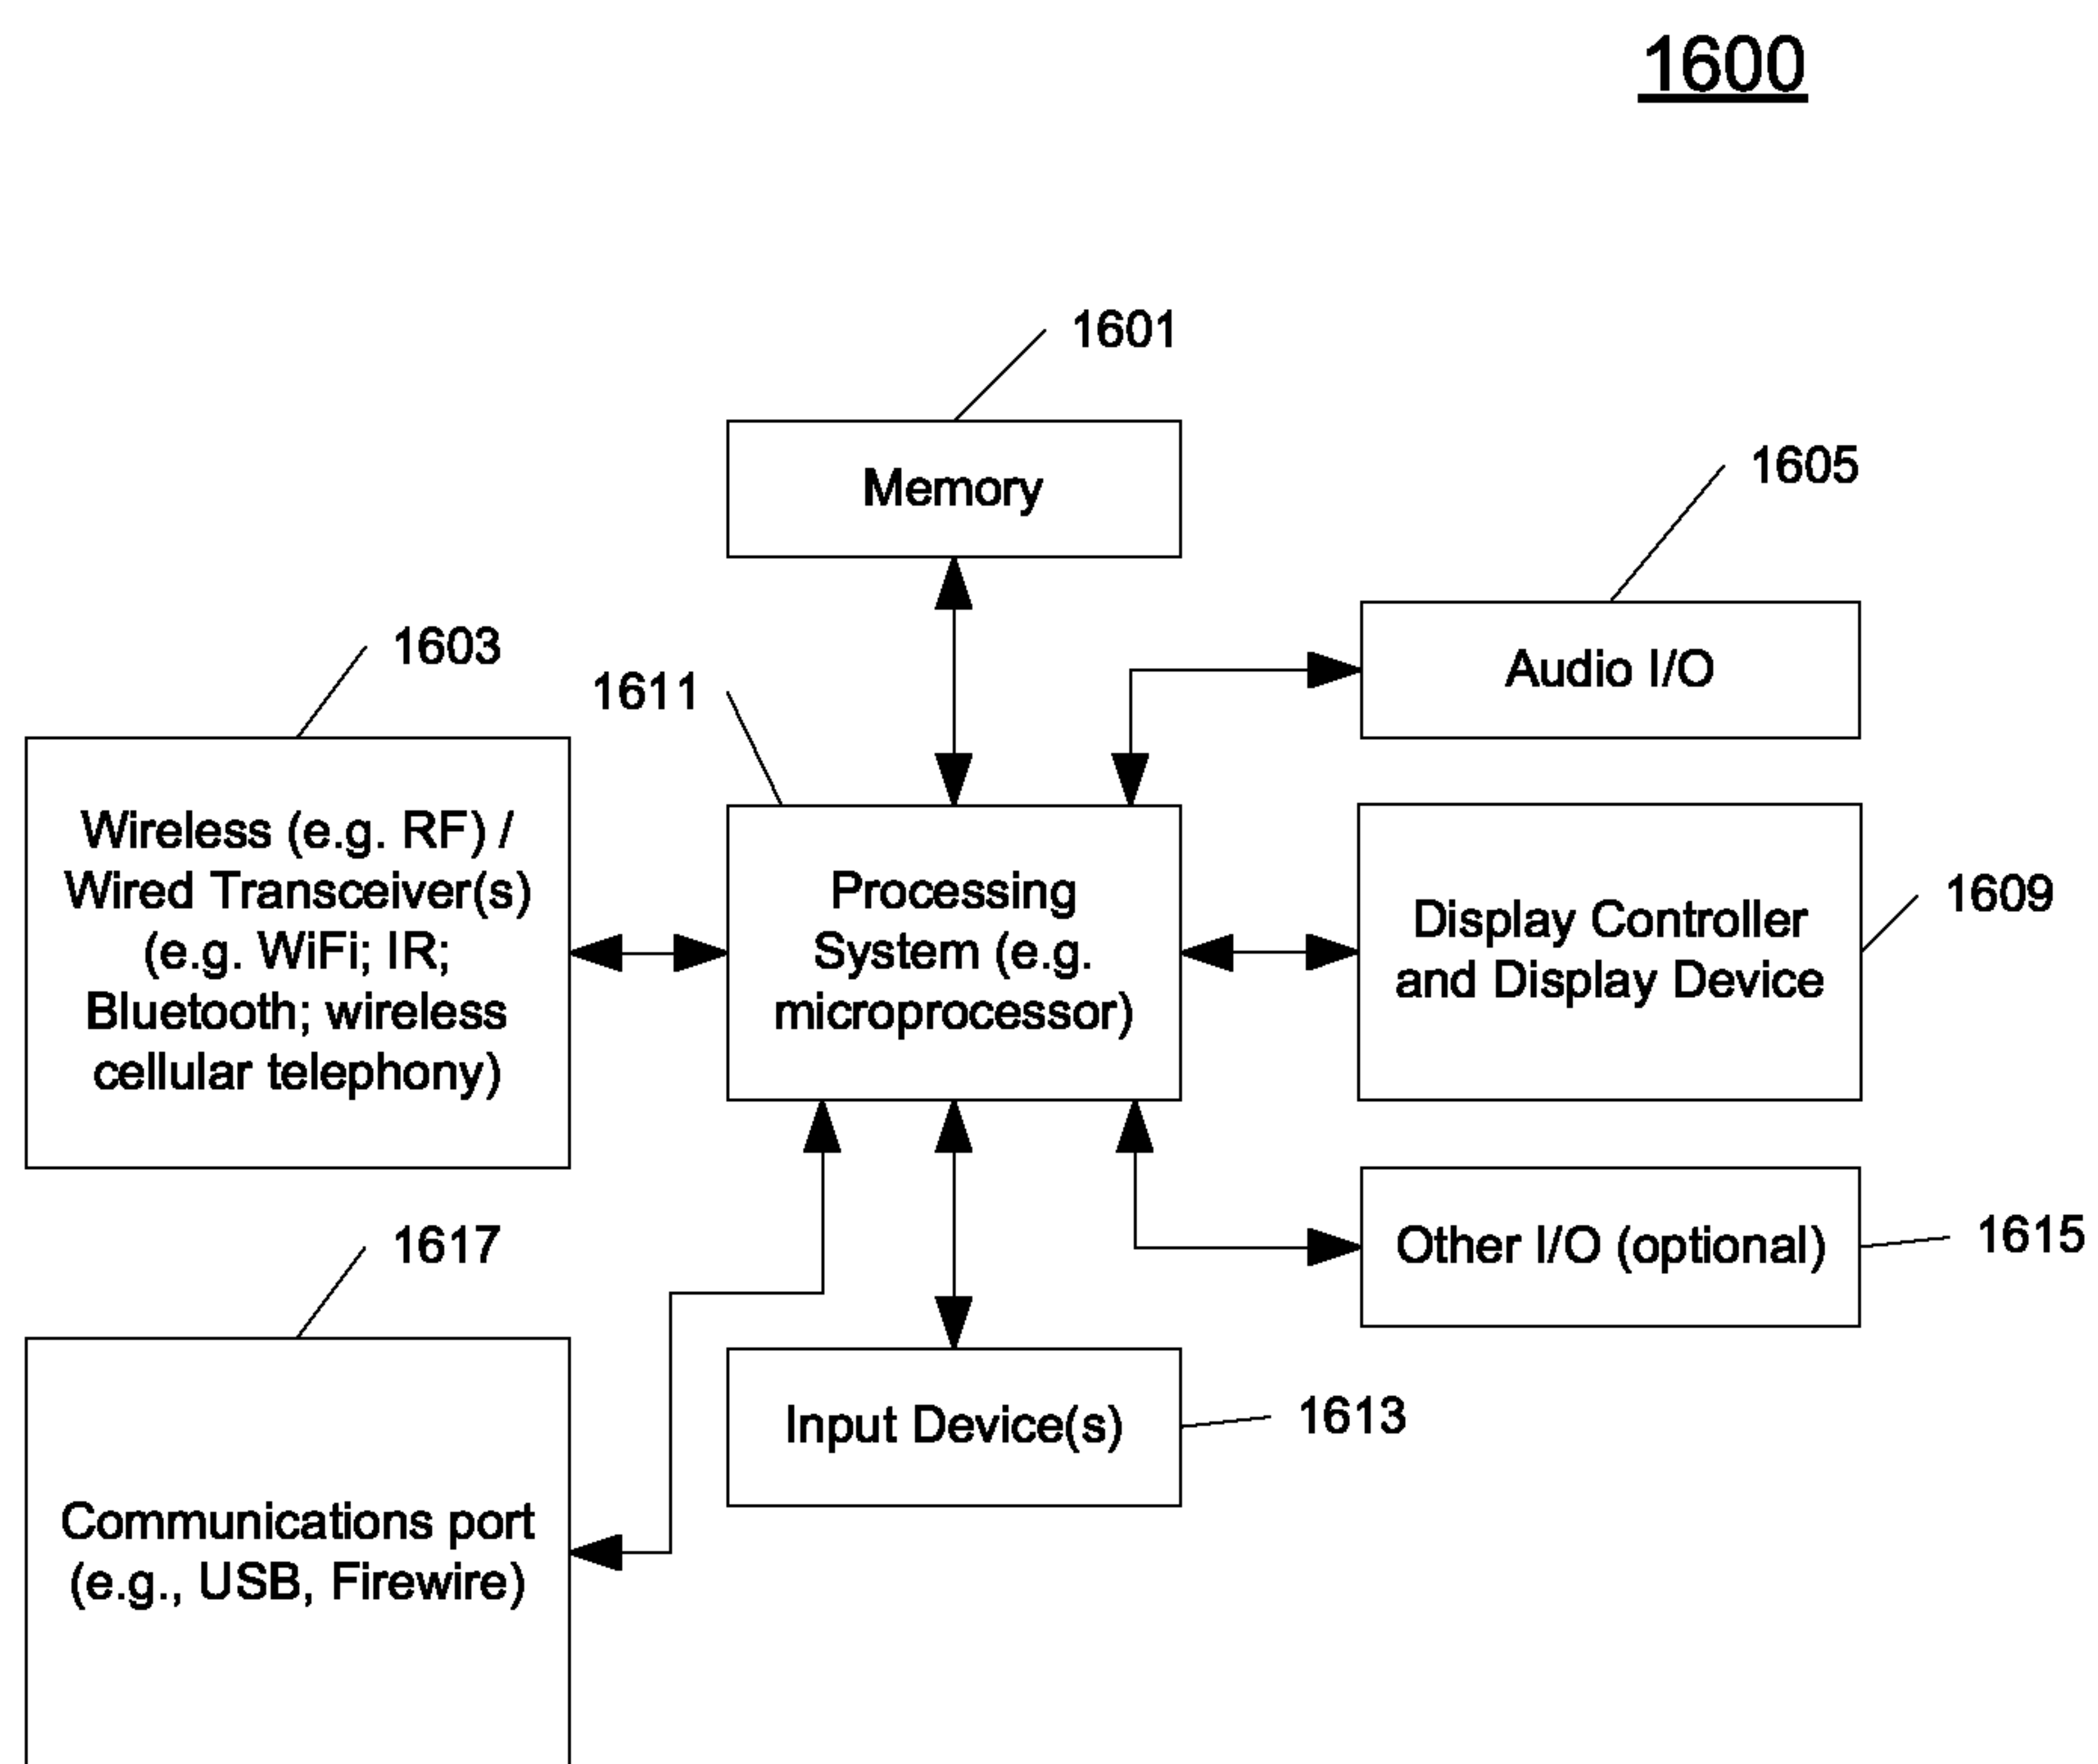 1600
1601
Memory
1605
Audio I/O
1603
1611
Wireless (e.g. RF) /
Wired Transceiver(s)
(e.g. WiFi; IR;
Bluetooth; wireless
cellular telephony)
Processing
System (e.g.
microprocessor)
1609
Display Controller
and Display Device
1617
Other I/O (optional)
1615
Input Device(s)
1613
Communications port
(e.g., USB, Firewire)